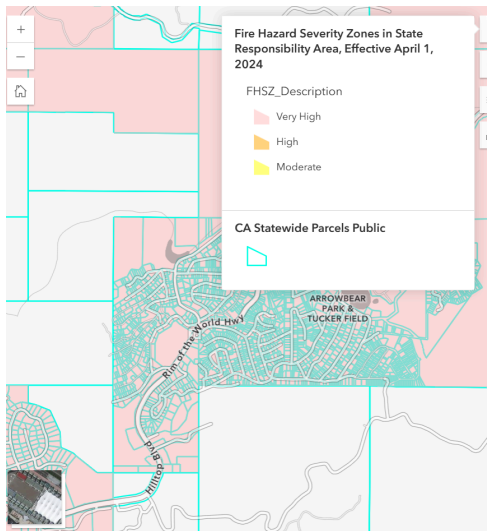 +
−
Fire Hazard Severity Zones in State
Responsibility Area, Effective April 1,
2024
FHSZ_Description
Very High
High
Moderate
CA Statewide Parcels Public
ARROWBEAR
PARK &
TUCKER FIELD
Rim of the World Hwy
Hilltop Blvd